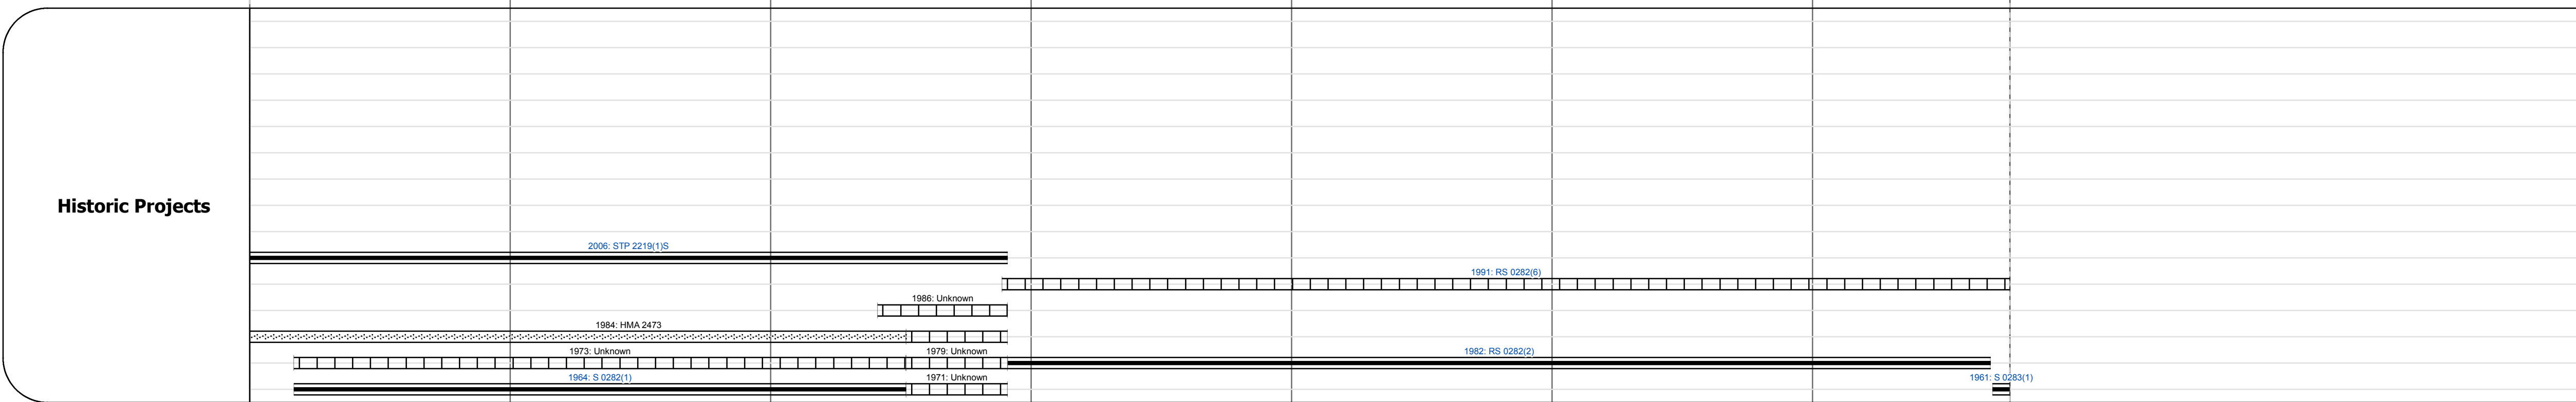 Historic Projects
2006: STP 2219(1)S
1991: RS 0282(6)
1986: Unknown
1984: HMA 2473
1973: Unknown
1979: Unknown
1982: RS 0282(2)
1964: S 0282(1)
1971: Unknown
1961: S 0283(1)